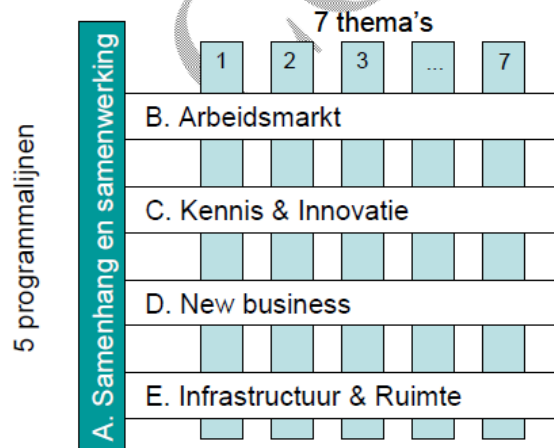 7 thema's
1 2 3 ... 7
5 programmalijnen
A. Samenhang en samenwerking
B. Arbeidsmarkt
C. Kennis & Innovatie
D. New business
E. Infrastructuur & Ruimte